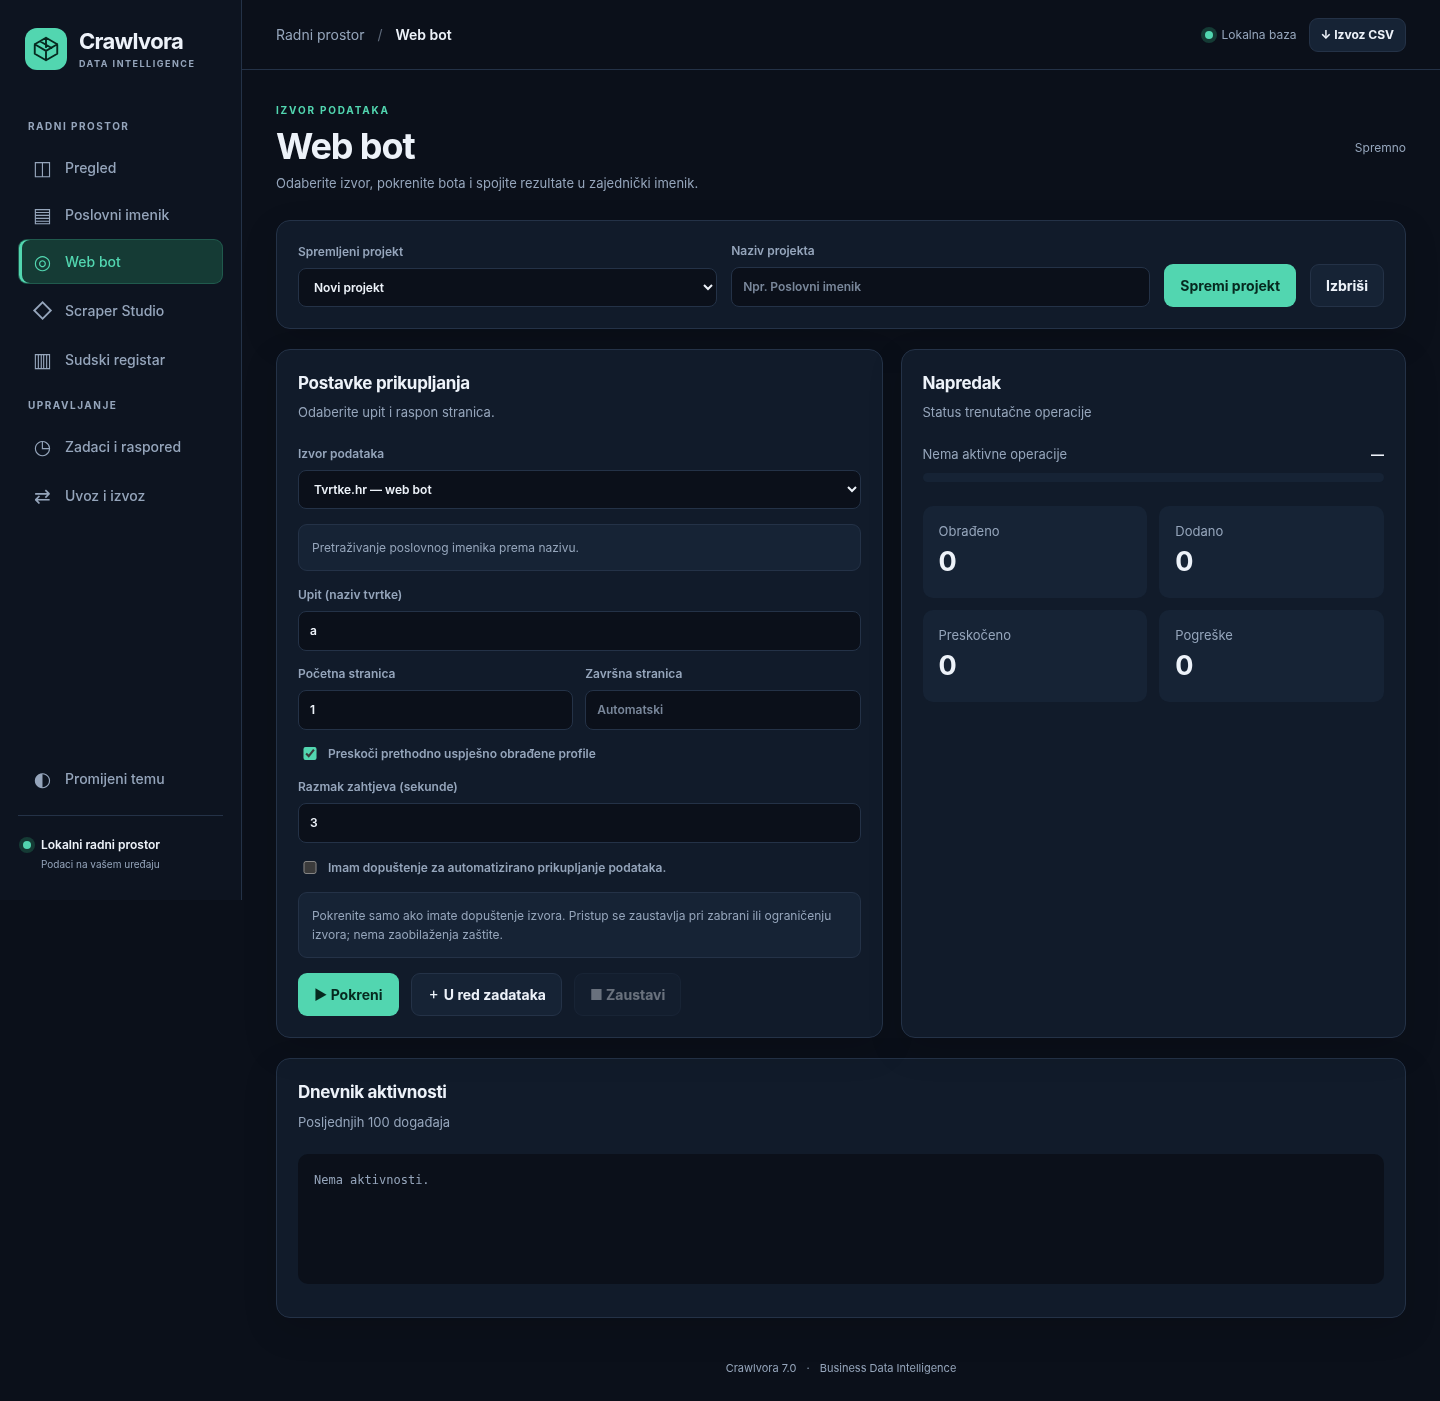 Crawlvora
DATA INTELLIGENCE
RADNI PROSTOR
Pregled
Poslovni imenik
Web bot
Scraper Studio
Sudski registar
UPRAVLJANJE
Zadaci i raspored
Uvoz i izvoz
Promijeni temu
Lokalni radni prostor
Podaci na vašem uređaju
Radni prostor / Web bot
Lokalna baza
↓ Izvoz CSV
IZVOR PODATAKA
Web bot
Spremno
Odaberite izvor, pokrenite bota i spojite rezultate u zajednički imenik.
Spremljeni projekt
Novi projekt
Naziv projekta
Npr. Poslovni imenik
Spremi projekt
Izbriši
Postavke prikupljanja
Odaberite upit i raspon stranica.
Izvor podataka
Tvrtke.hr — web bot
Pretraživanje poslovnog imenika prema nazivu.
Upit (naziv tvrtke)
a
Početna stranica
1
Završna stranica
Automatski
Preskoči prethodno uspješno obrađene profile
Razmak zahtjeva (sekunde)
3
Imam dopuštenje za automatizirano prikupljanje podataka.
Pokrenite samo ako imate dopuštenje izvora. Pristup se zaustavlja pri zabrani ili ograničenju
izvora; nema zaobilaženja zaštite.
▶ Pokreni
+ U red zadataka
■ Zaustavi
Napredak
Status trenutačne operacije
Nema aktivne operacije —
Obrađeno
0
Dodano
0
Preskočeno
0
Pogreške
0
Dnevnik aktivnosti
Posljednjih 100 događaja
Nema aktivnosti.
Crawlvora 7.0 · Business Data Intelligence